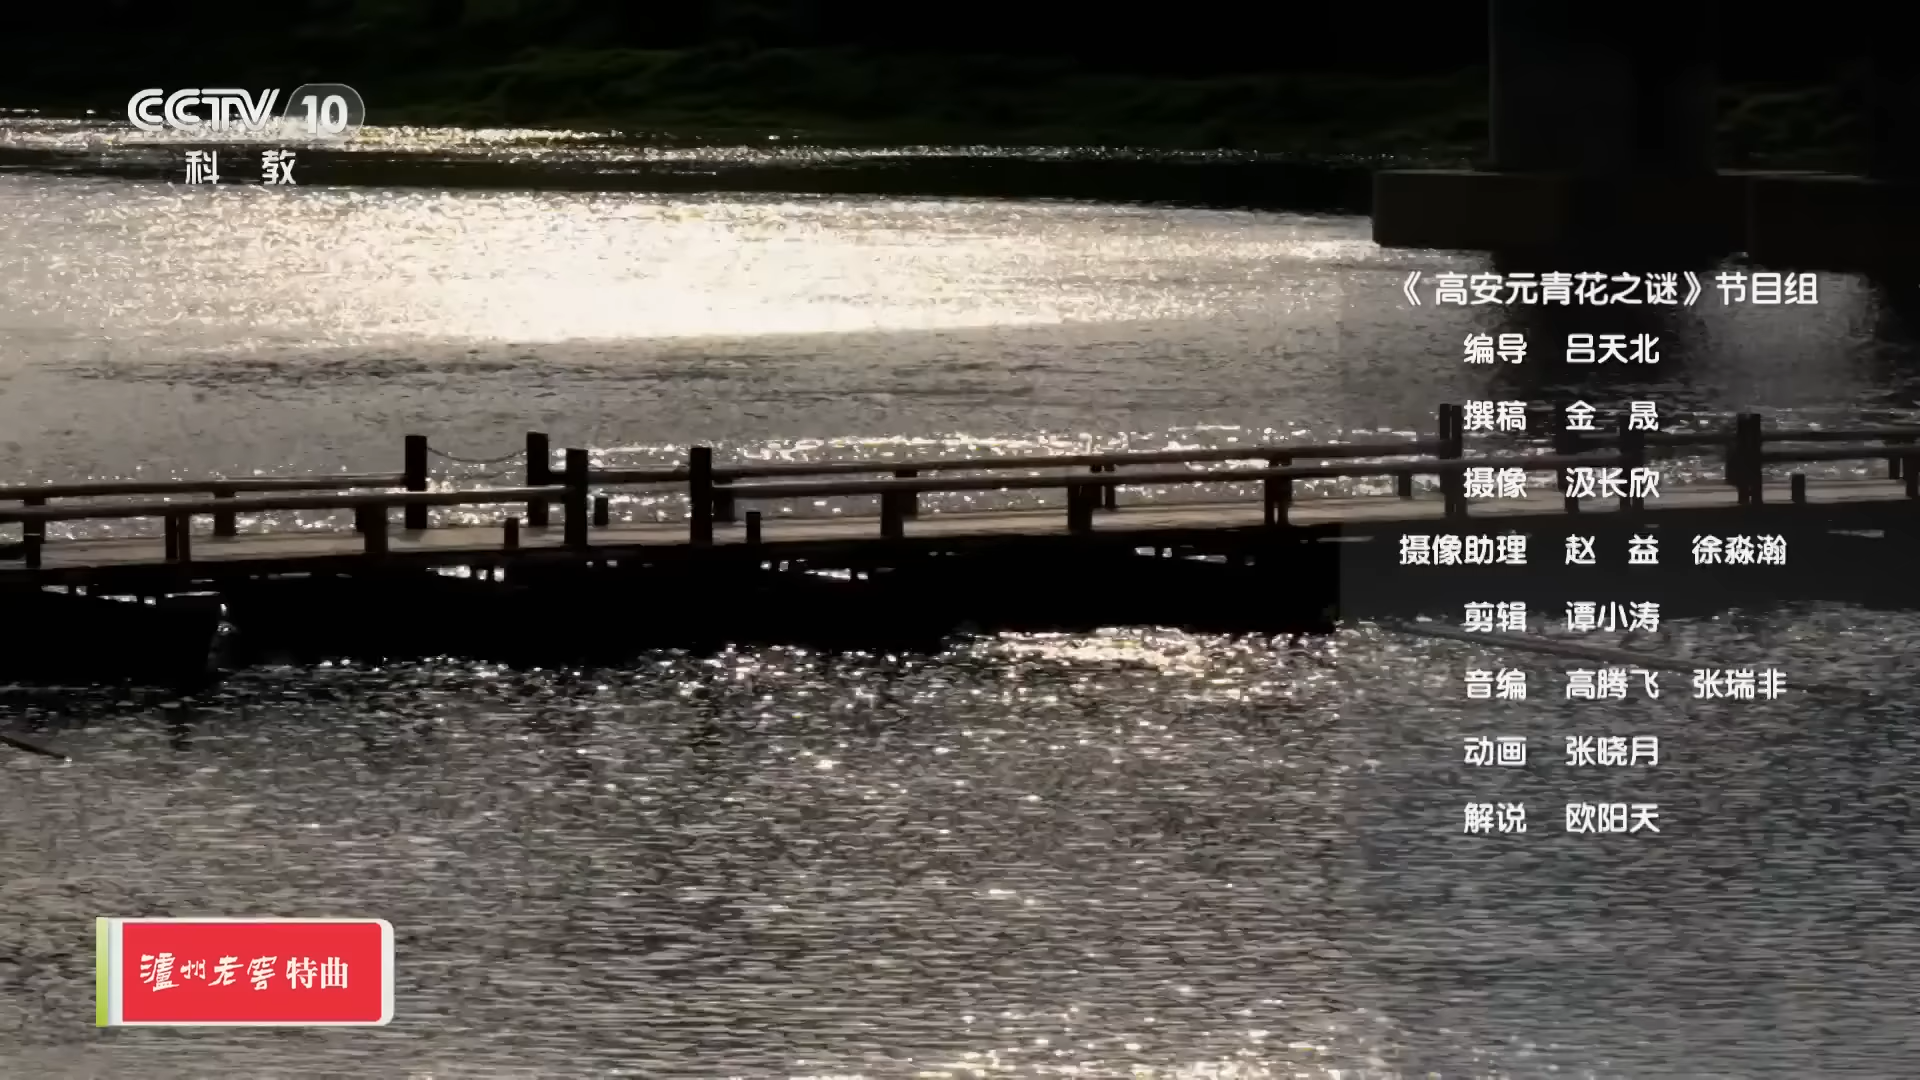 CCTV 10
科 教
《高安元青花之谜》节目组
编导 吕天北
撰稿 金 晟
摄像 汲长欣
摄像助理 赵 益 徐淼瀚
剪辑 谭小涛
音编 高腾飞 张瑞非
动画 张晓月
解说 欧阳天
泸州老窖特曲